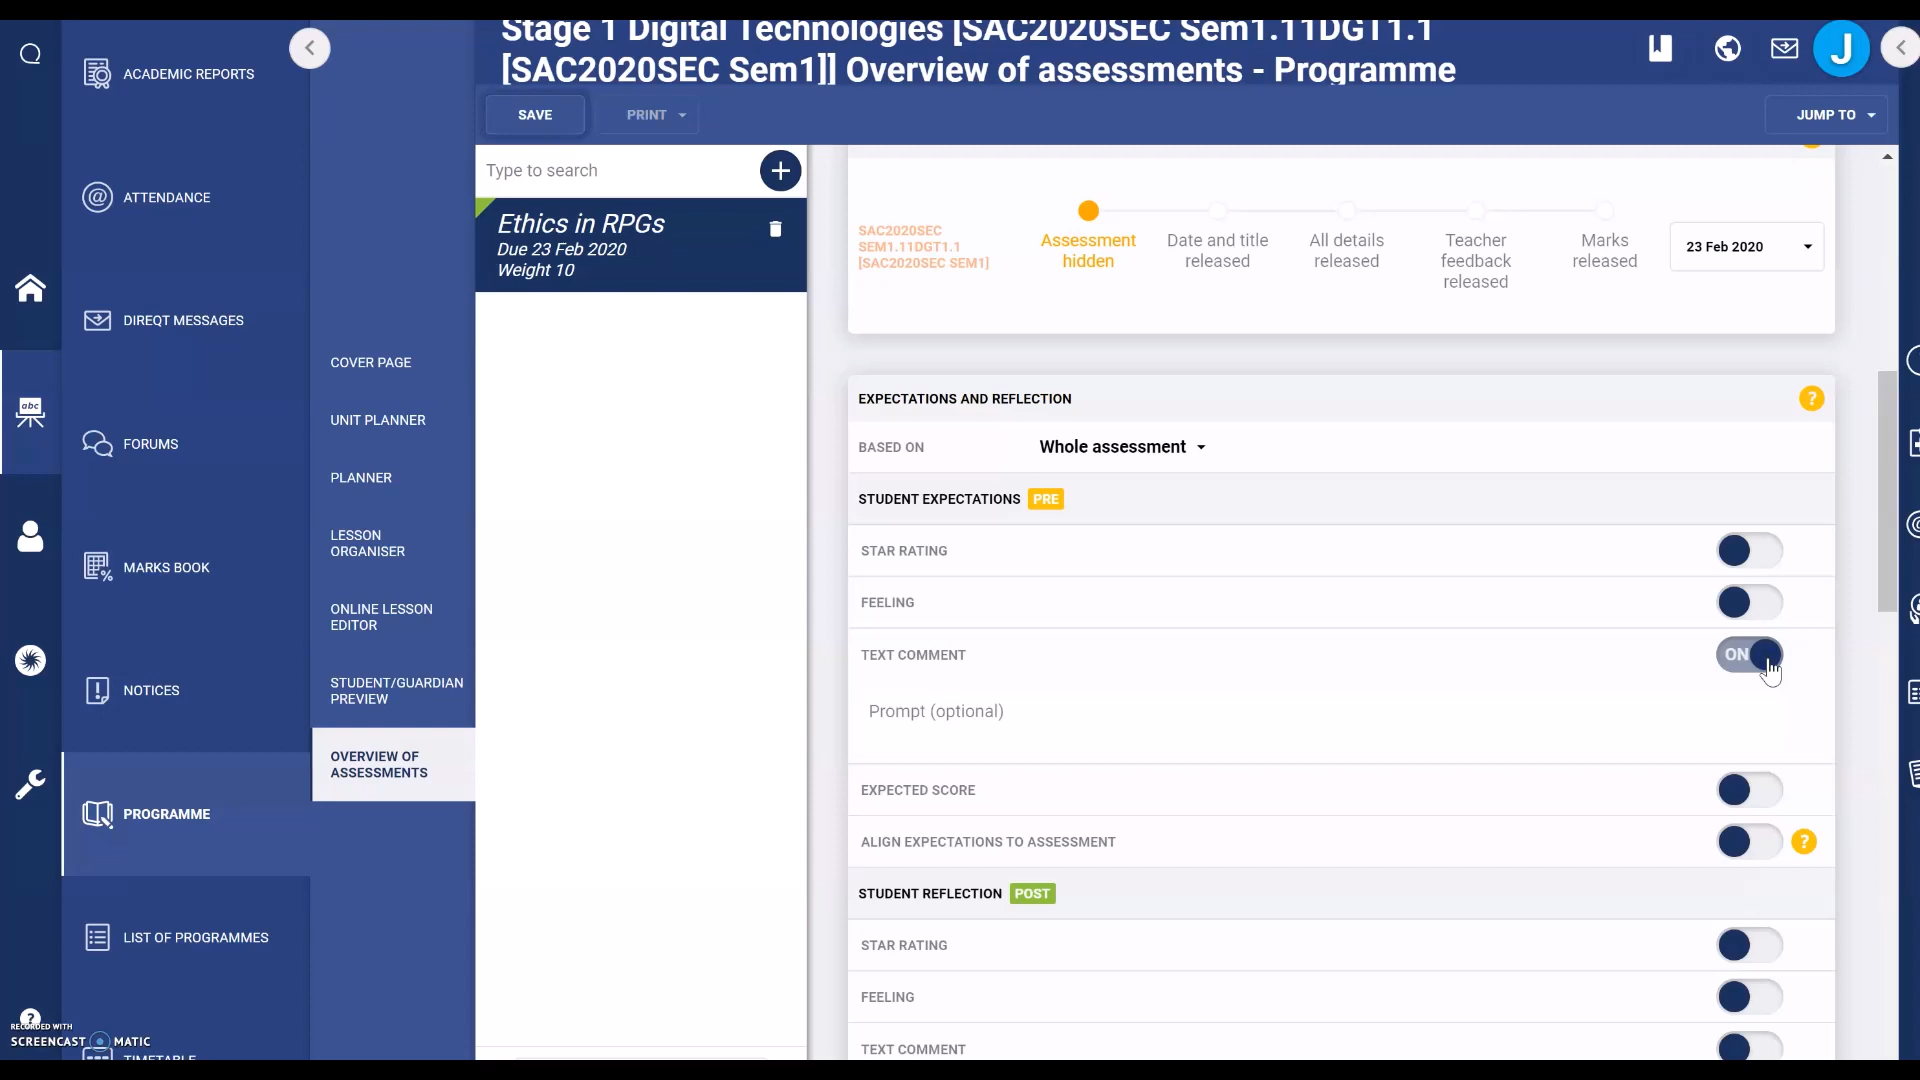 Stage 1 Digital Technologies [SAC2020SEC Sem1.11DGT1.1
[SAC2020SEC Sem1]] Overview of assessments - Programme
J
SAVE
PRINT
JUMP TO
ACADEMIC REPORTS
ATTENDANCE
DIREQT MESSAGES
FORUMS
MARKS BOOK
NOTICES
PROGRAMME
LIST OF PROGRAMMES
TIMETABLE
abc
?
RECORDED WITH
SCREENCAST MATIC
COVER PAGE
UNIT PLANNER
PLANNER
LESSON
ORGANISER
ONLINE LESSON
EDITOR
STUDENT/GUARDIAN
PREVIEW
OVERVIEW OF
ASSESSMENTS
Type to search
Ethics in RPGs
Due 23 Feb 2020
Weight 10
SAC2020SEC
SEM1.11DGT1.1
[SAC2020SEC SEM1]
Assessment
hidden
Date and title
released
All details
released
Teacher
feedback
released
Marks
released
23 Feb 2020
EXPECTATIONS AND REFLECTION
?
BASED ON
Whole assessment
STUDENT EXPECTATIONS PRE
STAR RATING
FEELING
TEXT COMMENT
ON
Prompt (optional)
EXPECTED SCORE
ALIGN EXPECTATIONS TO ASSESSMENT
?
STUDENT REFLECTION POST
STAR RATING
FEELING
TEXT COMMENT